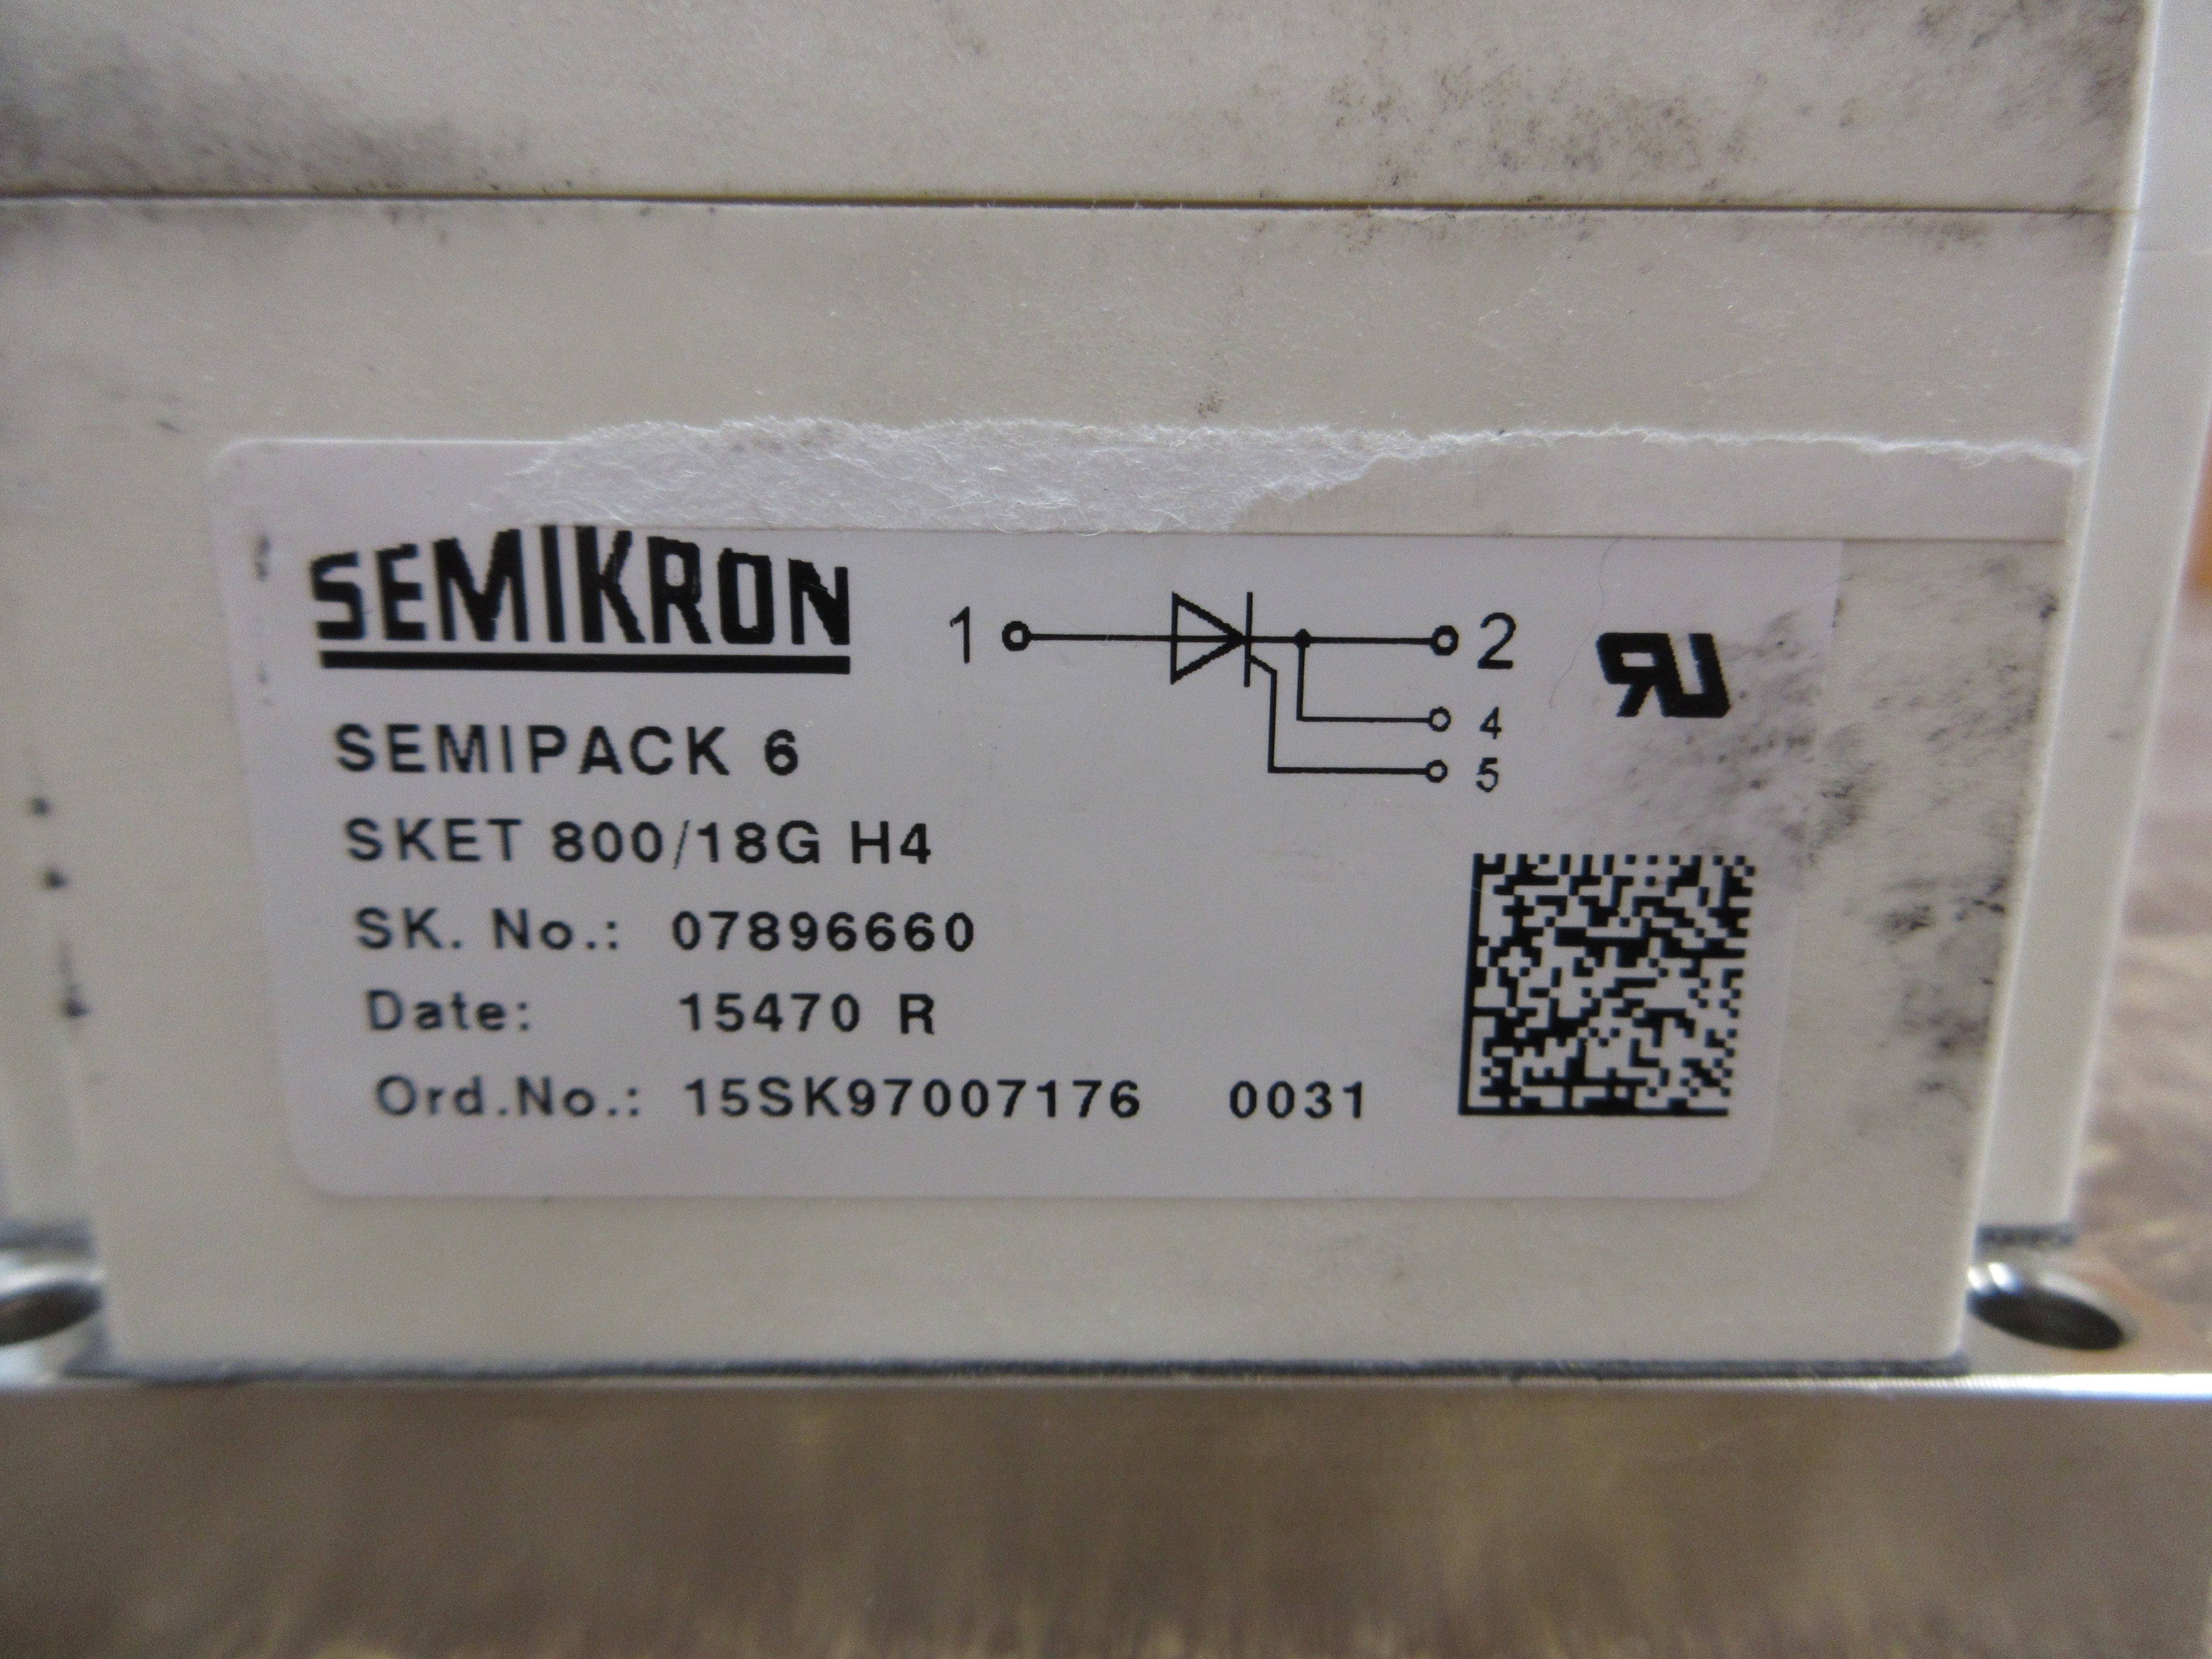 SEMIKRON
1 2
4
5
SEMIPACK 6
SKET 800/18G H4
SK. No.: 07896660
Date: 15470 R
Ord.No.: 15SK97007176 0031